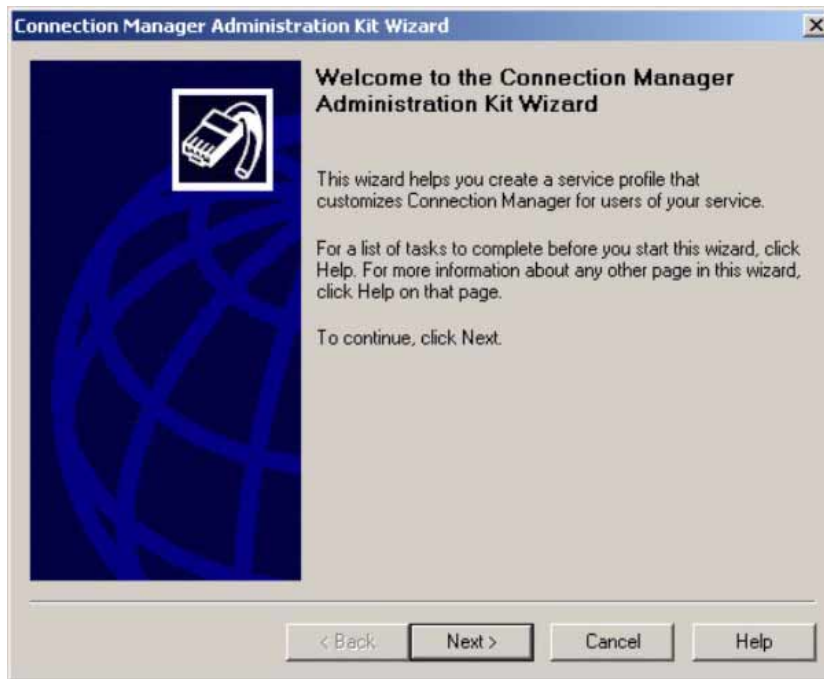 Connection Manager Administration Kit Wizard
Welcome to the Connection Manager
Administration Kit Wizard
This wizard helps you create a service profile that
customizes Connection Manager for users of your service.
For a list of tasks to complete before you start this wizard, click
Help. For more information about any other page in this wizard,
click Help on that page.
To continue, click Next.
< Back Next > Cancel Help